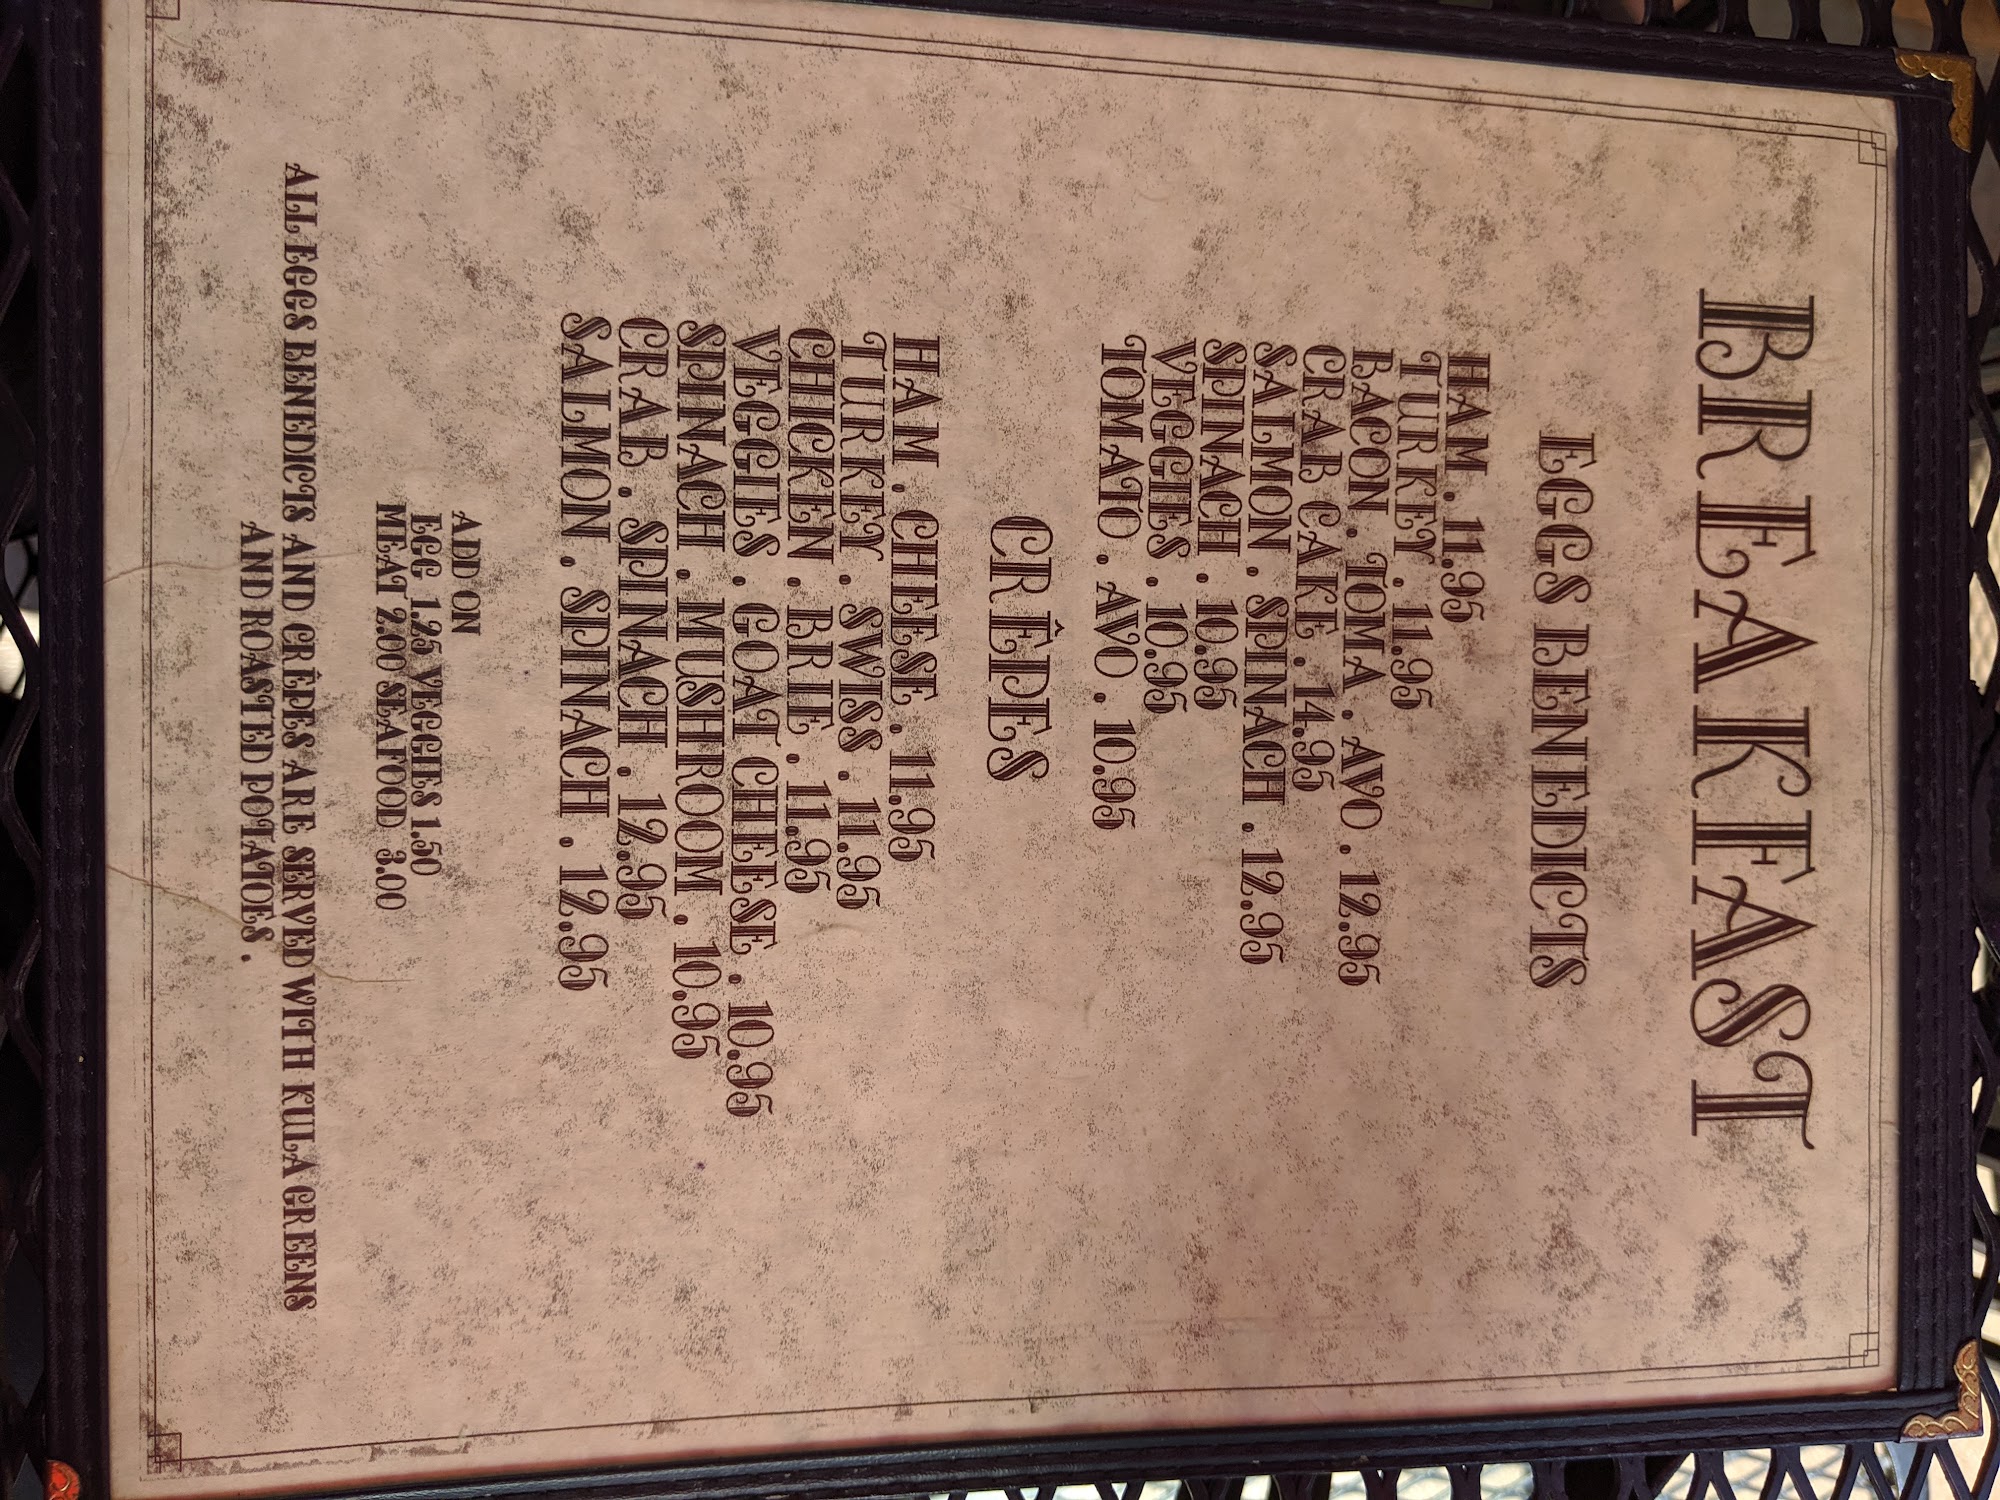 BREAKFAST
EGGS BENEDICTS
HAM . 11.95
TURKEY . 11.95
BACON . TOMA . AVO . 12.95
CRAB CAKE . 14.95
SALMON . SPINACH . 12.95
SPINACH . 10.95
VEGGIES . 10.95
TOMATO . AVO . 10.95
CRÊPES
HAM . CHEESE . 11.95
TURKEY . SWISS . 11.95
CHICKEN . BRIE . 11.95
VEGGIES . GOAT CHEESE . 10.95
SPINACH . MUSHROOM . 10.95
CRAB . SPINACH . 12.95
SALMON . SPINACH . 12.95
ADD ON
EGG 1.25 VEGGIES 1.50
MEAT 2.00 SEAFOOD 3.00
ALL EGGS BENEDICTS AND CRÊPES ARE SERVED WITH KULA GREENS
AND ROASTED POTATOES .